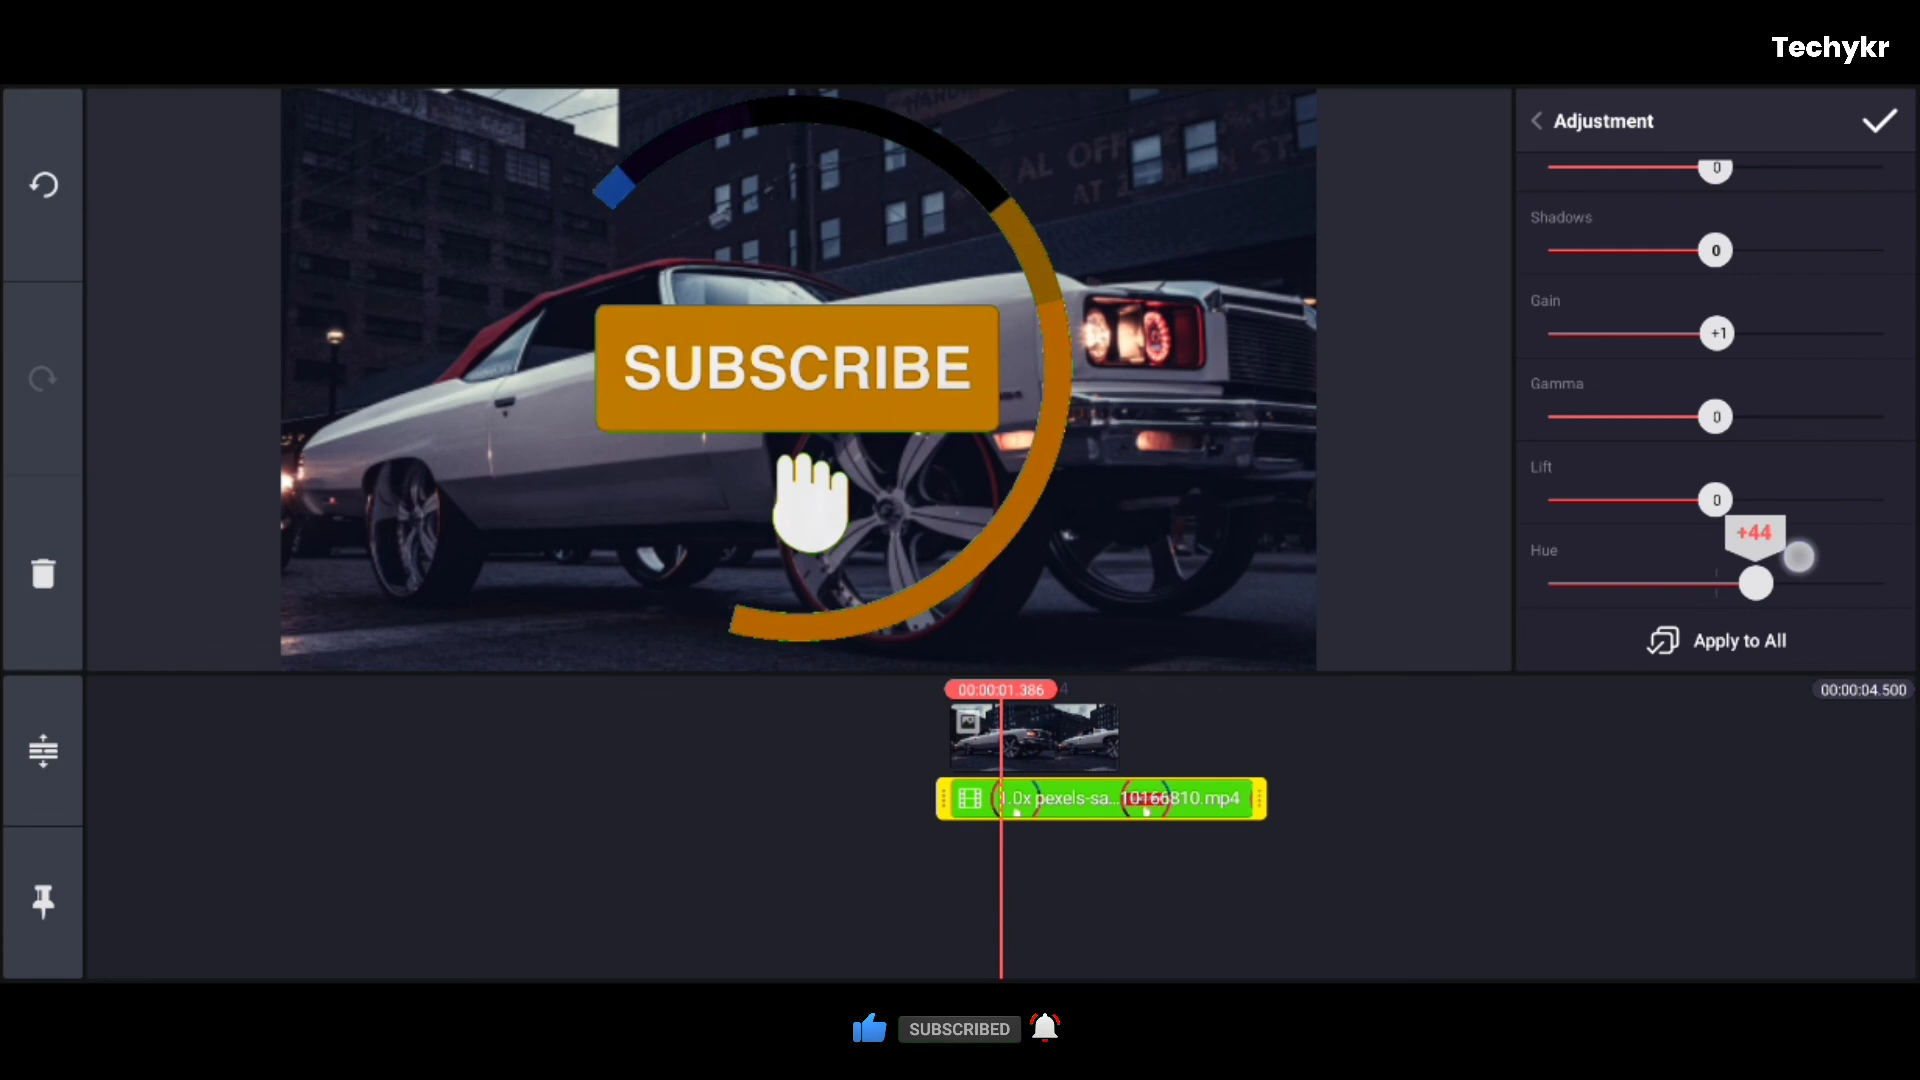 Techykr
Adjustment
0
Shadows
0
Gain
+1
Gamma
0
Lift
0
+44
Hue
Apply to All
SUBSCRIBE
00:00:01.386
4
00:00:04.500
1.0x pexels-sa...10166810.mp4
SUBSCRIBED